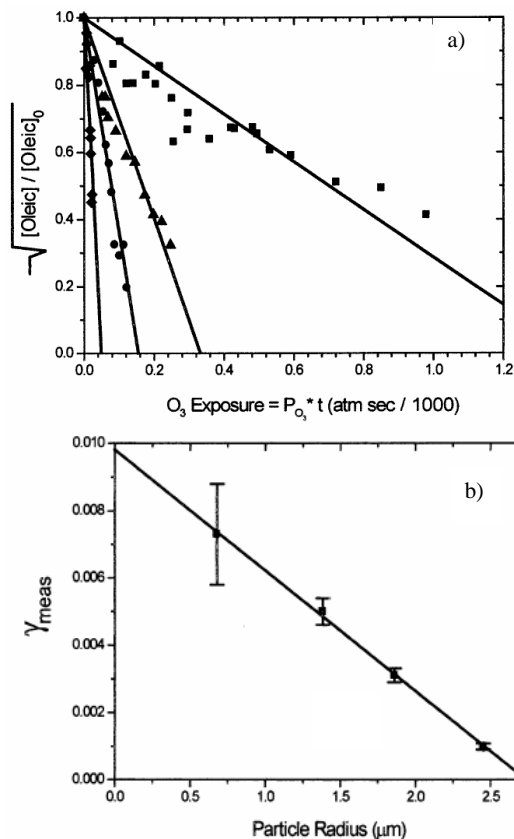 a)
1.0
0.8
0.6
0.4
0.2
0.0
√[Oleic] / [Oleic]₀
0.0 0.2 0.4 0.6 0.8 1.0 1.2
O₃ Exposure = P_O₃* t (atm sec / 1000)
b)
0.010
0.008
0.006
0.004
0.002
0.000
γmeas
0.0 0.5 1.0 1.5 2.0 2.5
Particle Radius (μm)